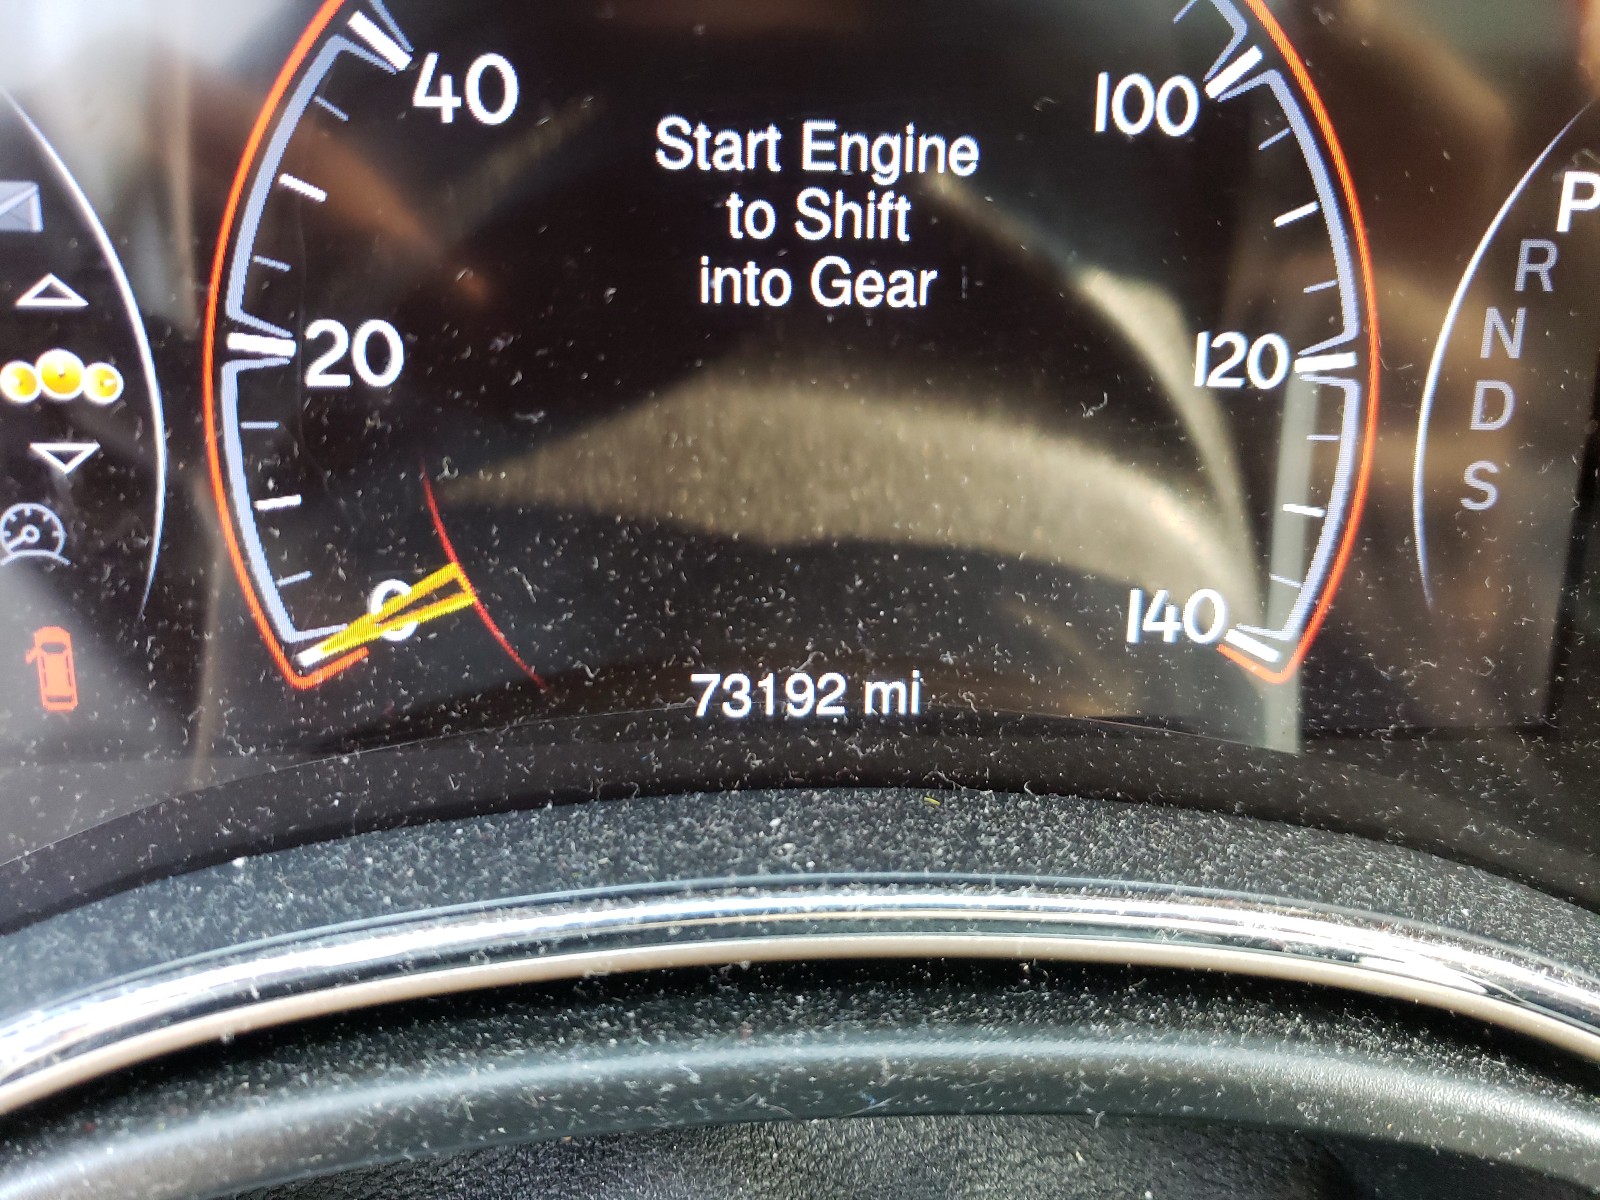 40
100
Start Engine
to Shift
into Gear
P
R
N
D
S
20
120
0
140
73192 mi